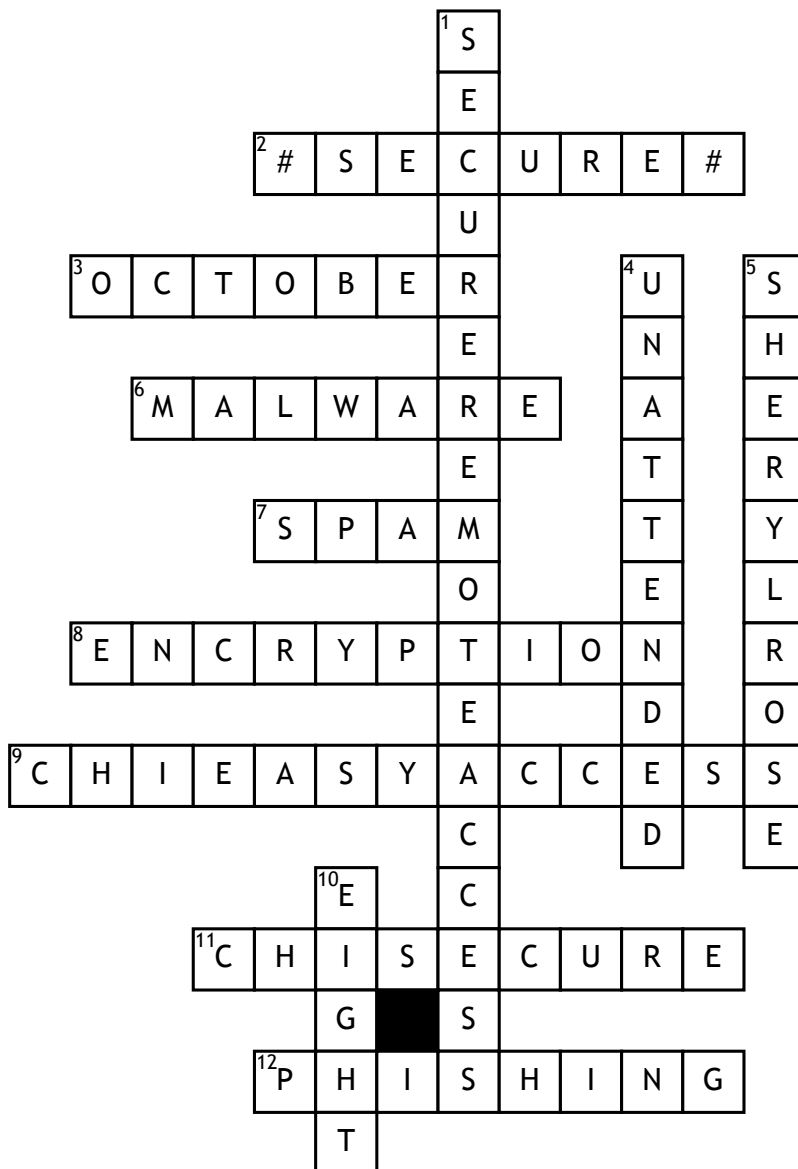 1 S
E
2 # S E C U R E #
U
3 O C T O B E R 4 U 5 S
E N H
6 M A L W A R E A E
E T R
7 S P A M T Y
O E L
8 E N C R Y P T I O N R
E D O
9 C H I E A S Y A C C E S S
C D E
10 E C
11 C H I S E C U R E
G S
12 P H I S H I N G
T